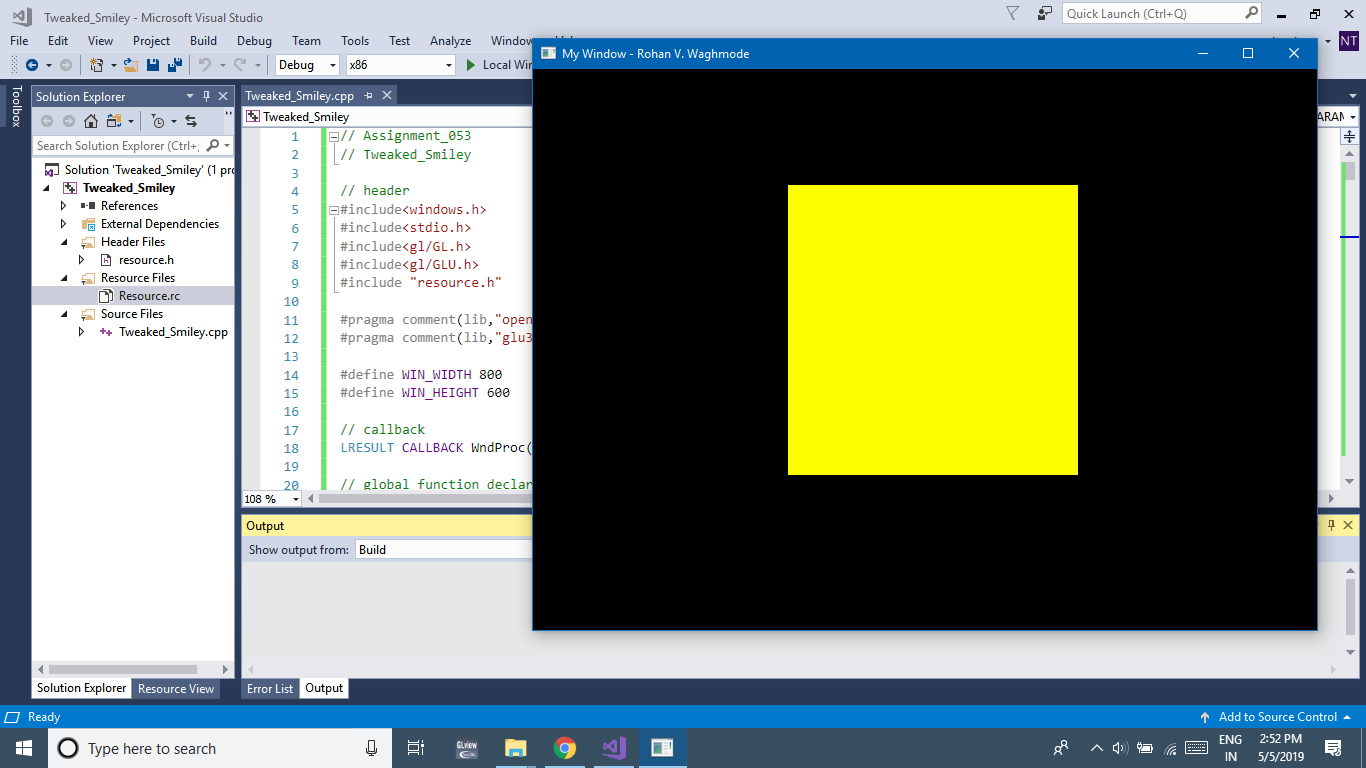 Tweaked_Smiley - Microsoft Visual Studio
Quick Launch (Ctrl+Q)
File Edit View Project Build Debug Team Tools Test Analyze Window
NT
Debug x86 Local Win
My Window - Rohan V. Waghmode
Toolbox
Solution Explorer
Search Solution Explorer (Ctrl+;
Solution 'Tweaked_Smiley' (1 pro
Tweaked_Smiley
References
External Dependencies
Header Files
resource.h
Resource Files
Resource.rc
Source Files
Tweaked_Smiley.cpp
Solution Explorer Resource View
Tweaked_Smiley.cpp
Tweaked_Smiley
ARAM
1 // Assignment_053
2 // Tweaked_Smiley
3
4 // header
5 #include<windows.h>
6 #include<stdio.h>
7 #include<gl/GL.h>
8 #include<gl/GLU.h>
9 #include "resource.h"
10
11 #pragma comment(lib,"open
12 #pragma comment(lib,"glu3
13
14 #define WIN_WIDTH 800
15 #define WIN_HEIGHT 600
16
17 // callback
18 LRESULT CALLBACK WndProc(
19
20 // global function declar
108 %
Output
Show output from: Build
Error List Output
Ready
Add to Source Control
Type here to search
GLview
ENG
IN
2:52 PM
5/5/2019